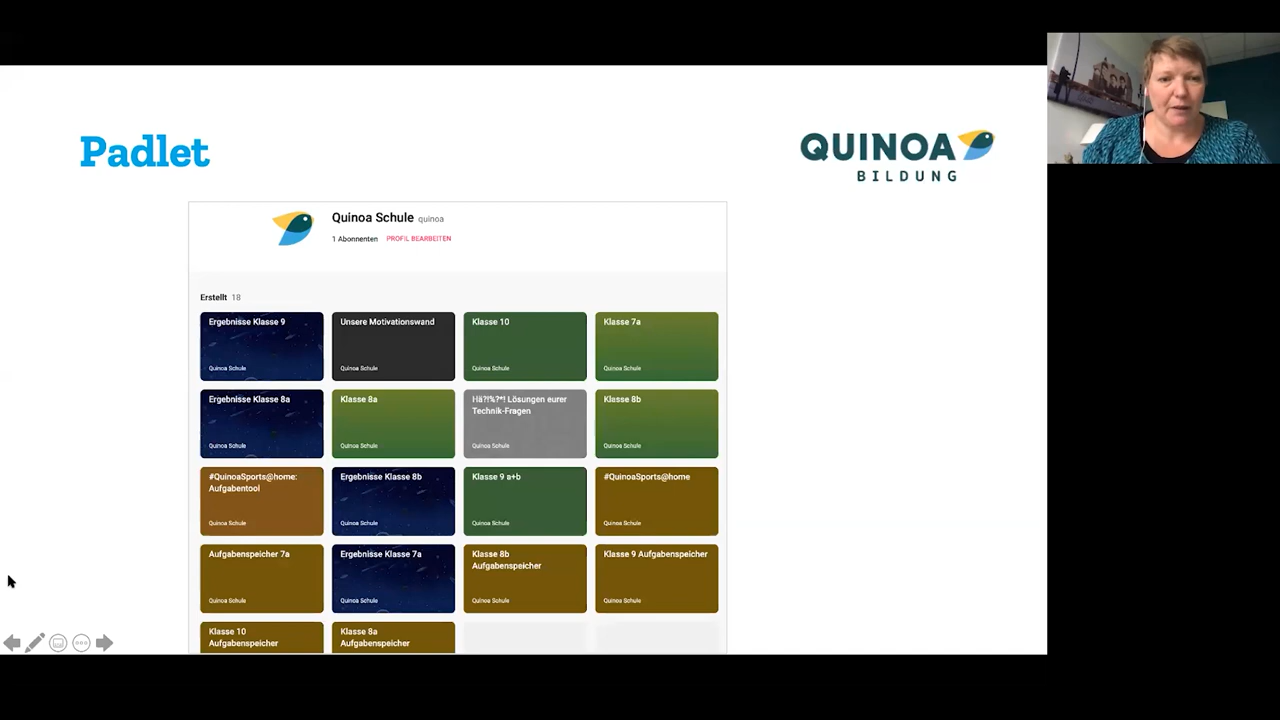 Padlet
QUINOA
BILDUNG
Quinoa Schule quinoa
1 Abonnenten PROFIL BEARBEITEN
Erstellt 18
Ergebnisse Klasse 9
Quinoa Schule
Unsere Motivationswand
Quinoa Schule
Klasse 10
Quinoa Schule
Klasse 7a
Quinoa Schule
Ergebnisse Klasse 8a
Quinoa Schule
Klasse 8a
Quinoa Schule
Hä?!%?*! Lösungen eurer
Technik-Fragen
Quinoa Schule
Klasse 8b
Quinoa Schule
#QuinoaSports@home:
Aufgabentool
Quinoa Schule
Ergebnisse Klasse 8b
Quinoa Schule
Klasse 9 a+b
Quinoa Schule
#QuinoaSports@home
Quinoa Schule
Aufgabenspeicher 7a
Quinoa Schule
Ergebnisse Klasse 7a
Quinoa Schule
Klasse 8b
Aufgabenspeicher
Quinoa Schule
Klasse 9 Aufgabenspeicher
Quinoa Schule
Klasse 10
Aufgabenspeicher
Klasse 8a
Aufgabenspeicher